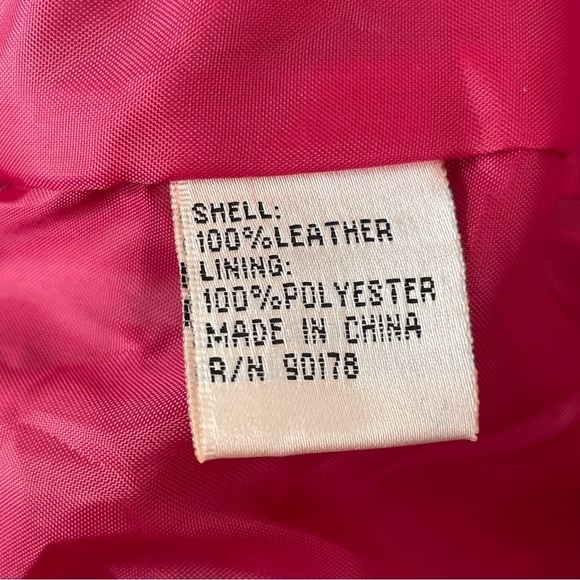 SHELL:
100%LEATHER
LINING:
100%POLYESTER
MADE IN CHINA
R/N 90178